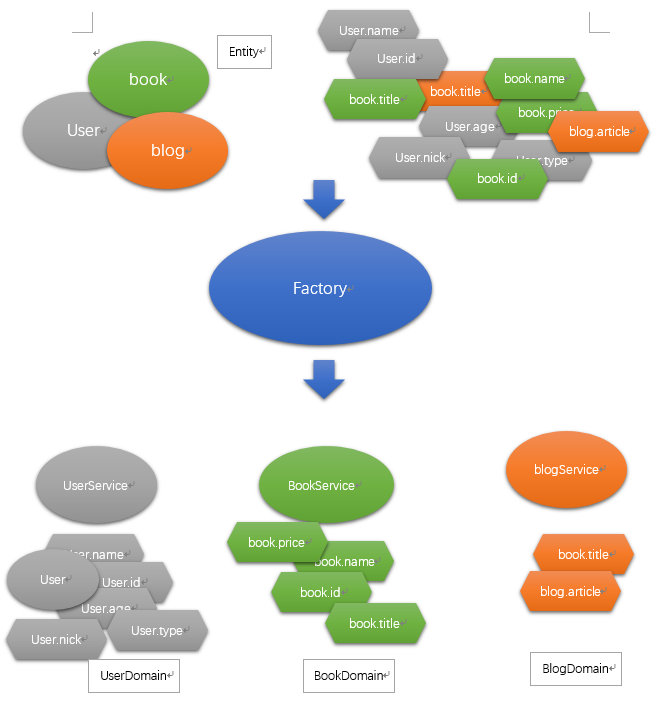 User.name
book
Entity
User.id
User
book.title
book.title
book.name
User.age
book.price
blog.article
blog
User.nick
User.type
book.id
Factory
UserService
BookService
blogService
User.name
book.price
book.name
book.title
User
User.id
book.id
blog.article
User.age
User.nick
User.type
book.title
UserDomain
BookDomain
BlogDomain